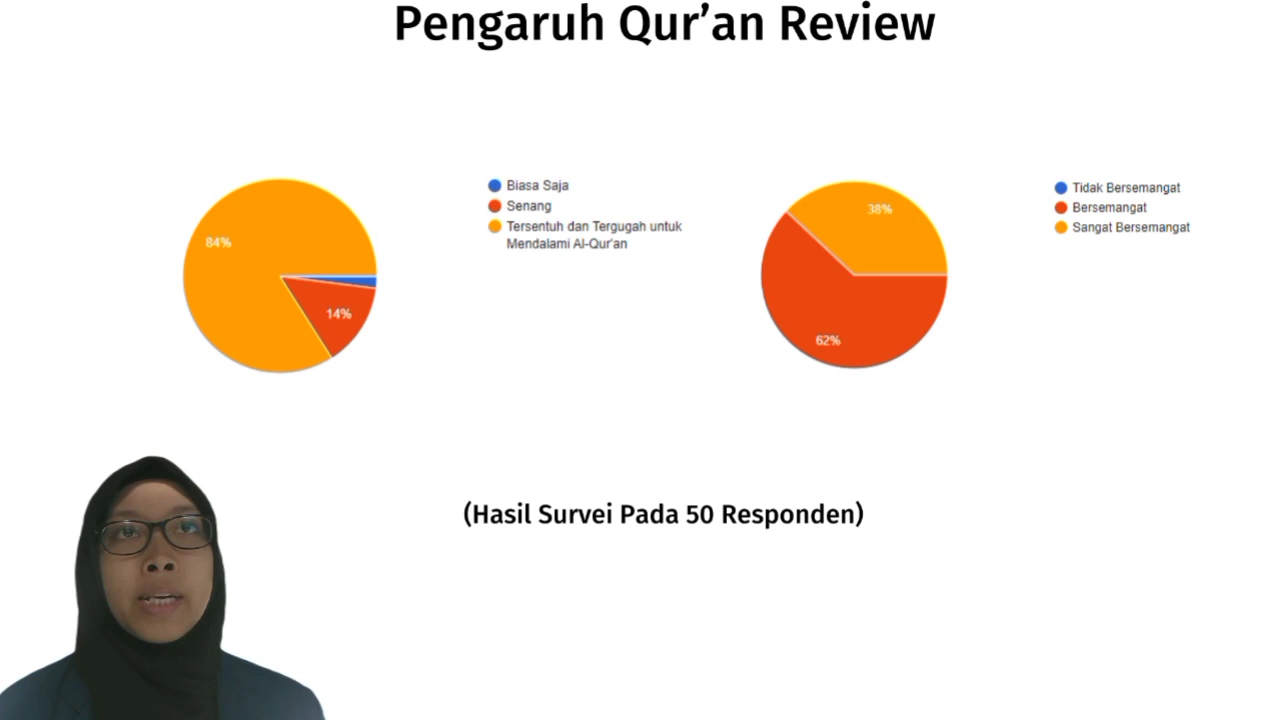 Pengaruh Qur’an Review
84%
14%
Biasa Saja
Senang
Tersentuh dan Tergugah untuk
Mendalami Al-Qur'an
38%
62%
Tidak Bersemangat
Bersemangat
Sangat Bersemangat
(Hasil Survei Pada 50 Responden)